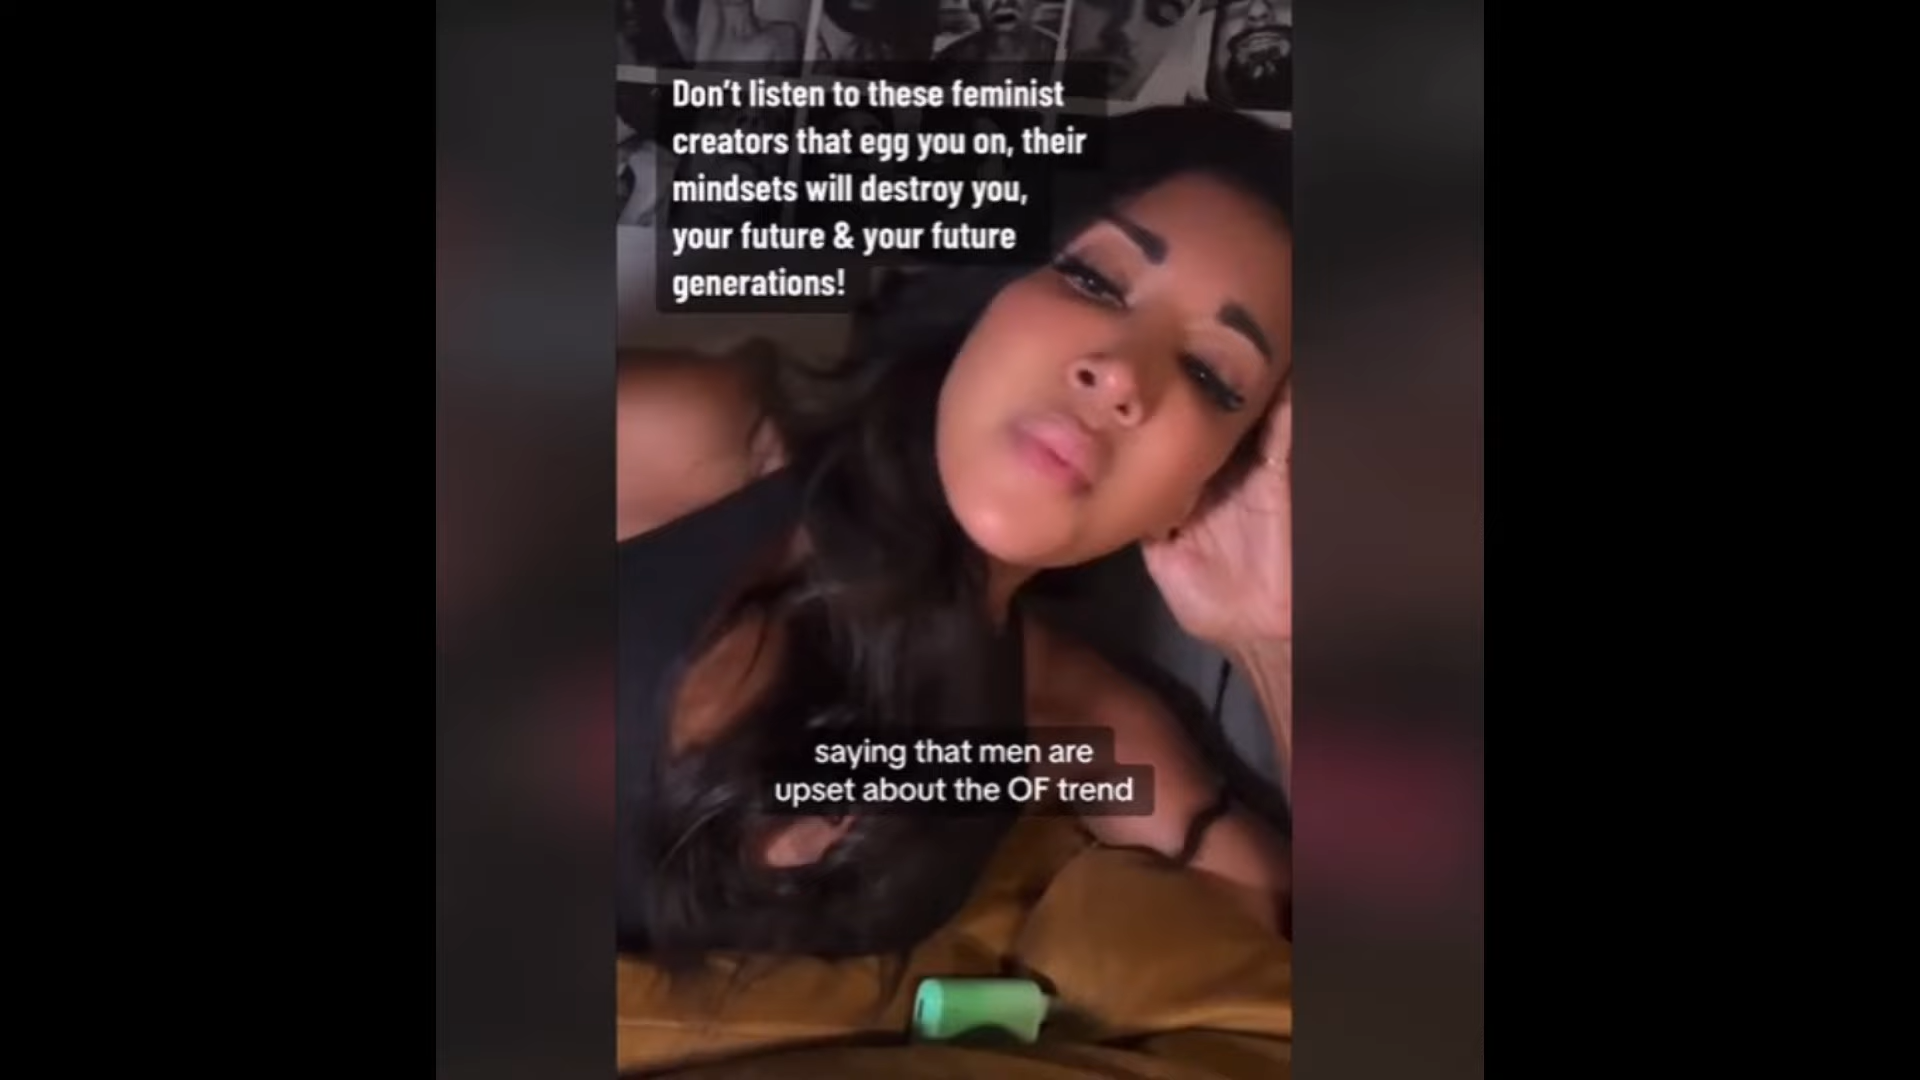 Don't listen to these feminist
creators that egg you on, their
mindsets will destroy you,
your future & your future
generations!
saying that men are
upset about the OF trend